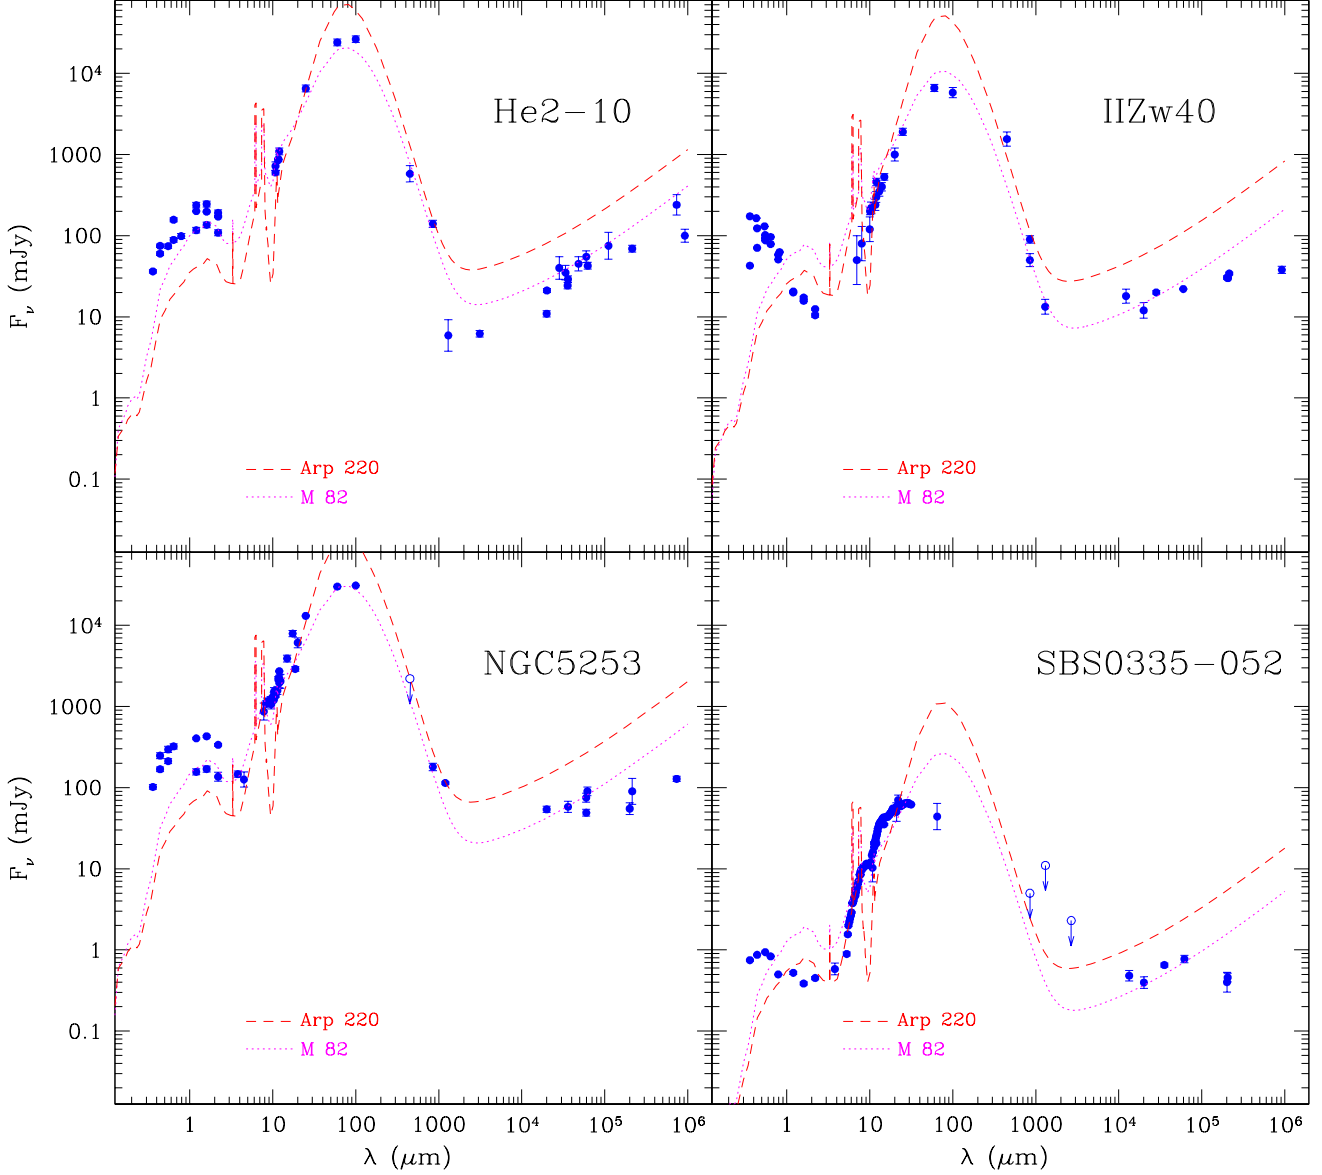 He2-10
IIZw40
10⁴
1000
100
10
1
0.1
F_ν (mJy)
Arp 220
M 82
Arp 220
M 82
NGC5253
SBS0335-052
10⁴
1000
100
10
1
0.1
F_ν (mJy)
Arp 220
M 82
Arp 220
M 82
1 10 100 1000 10⁴ 10⁵ 10⁶
1 10 100 1000 10⁴ 10⁵ 10⁶
λ (μm)
λ (μm)